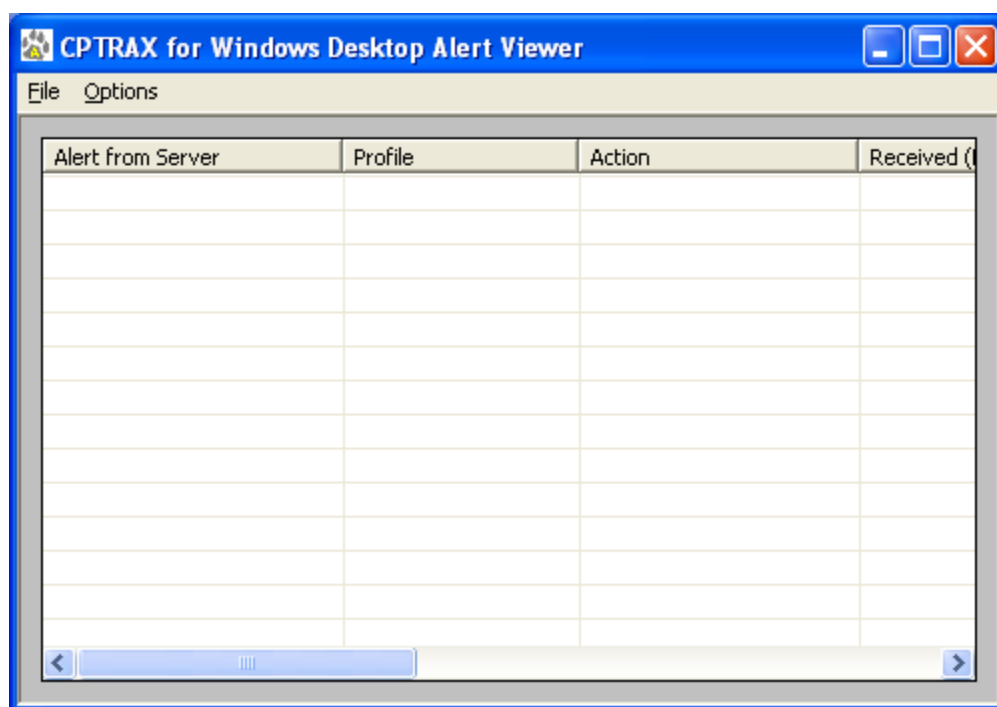 CPTRAX for Windows Desktop Alert Viewer
File Options
Alert from Server Profile Action Received (